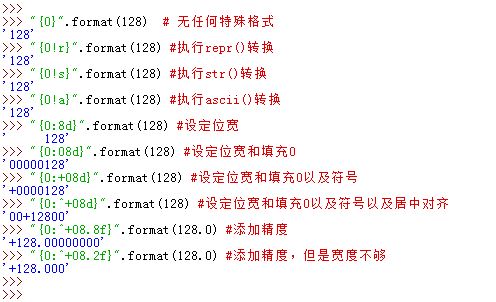 >>>
>>> "{0}".format(128)  # 无任何特殊格式
'128'
>>> "{0!r}".format(128) #执行repr()转换
'128'
>>> "{0!s}".format(128) #执行str()转换
'128'
>>> "{0!a}".format(128) #执行ascii()转换
'128'
>>> "{0:8d}".format(128) #设定位宽
'     128'
>>> "{0:08d}".format(128) #设定位宽和填充0
'00000128'
>>> "{0:+08d}".format(128) #设定位宽和填充0以及符号
'+0000128'
>>> "{0:^+08d}".format(128) #设定位宽和填充0以及符号以及居中对齐
'00+12800'
>>> "{0:^+08.8f}".format(128.0) #添加精度
'+128.00000000'
>>> "{0:^+08.2f}".format(128.0) #添加精度，但是宽度不够
'+128.000'
>>>
>>>